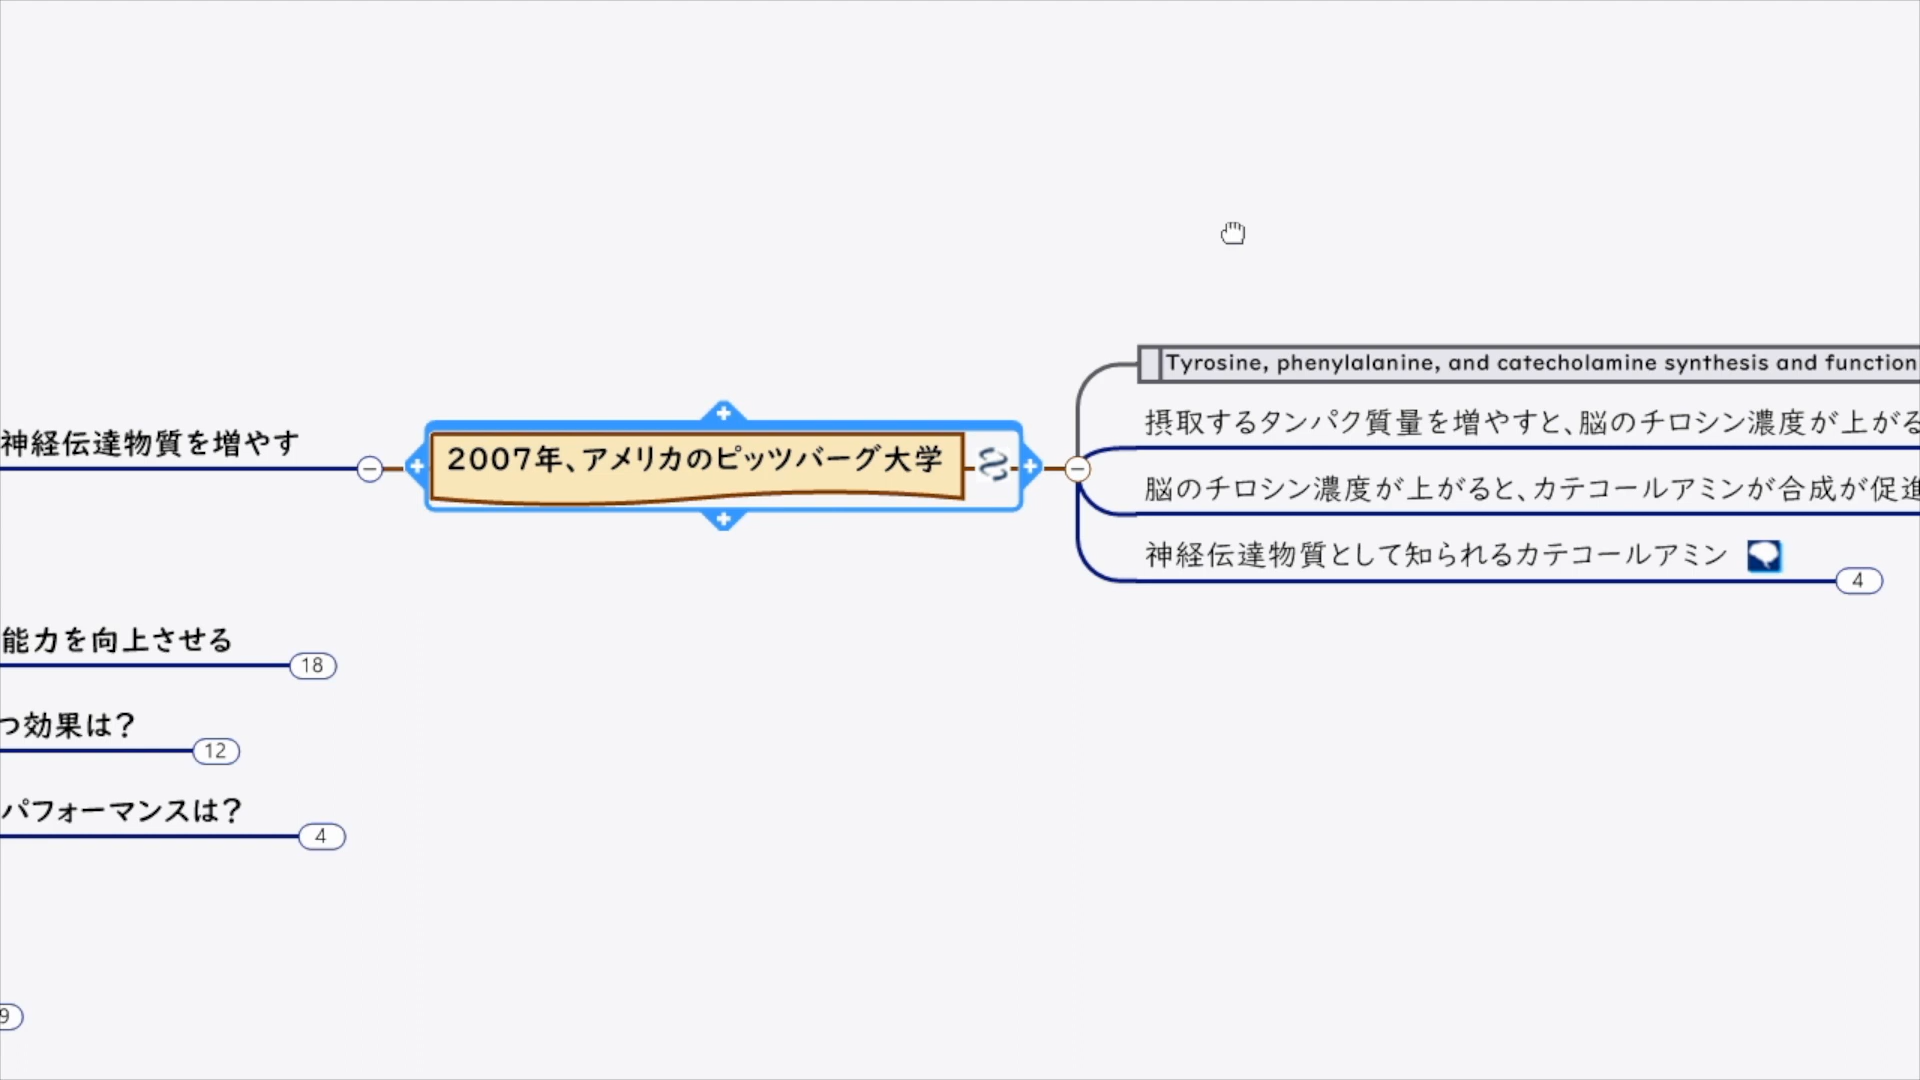 神経伝達物質を増やす
2007年、アメリカのピッツバーグ大学
Tyrosine, phenylalanine, and catecholamine synthesis and function
摂取するタンパク質量を増やすと、脳のチロシン濃度が上がる
脳のチロシン濃度が上がると、カテコールアミンが合成が促進
神経伝達物質として知られるカテコールアミン
4
能力を向上させる
18
つ効果は?
12
パフォーマンスは?
4
9